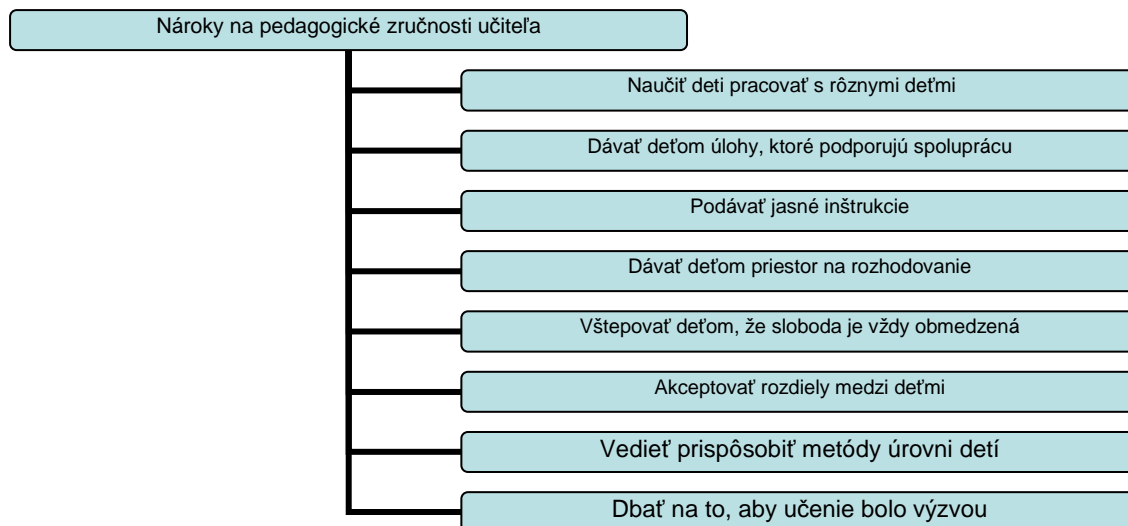 Nároky na pedagogické zručnosti učiteľa
Naučiť deti pracovať s rôznymi deťmi
Dávať deťom úlohy, ktoré podporujú spoluprácu
Podávať jasné inštrukcie
Dávať deťom priestor na rozhodovanie
Vštepovať deťom, že sloboda je vždy obmedzená
Akceptovať rozdiely medzi deťmi
Vedieť prispôsobiť metódy úrovni detí
Dbať na to, aby učenie bolo výzvou